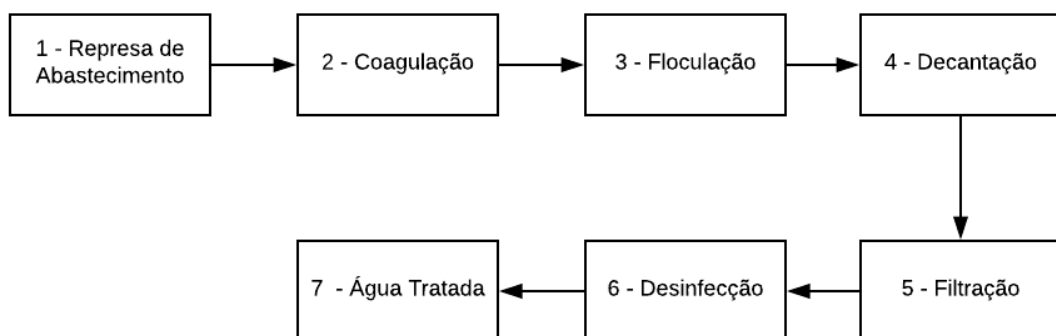 1 - Represa de
Abastecimento
2 - Coagulação
3 - Floculação
4 - Decantação
5 - Filtração
6 - Desinfecção
7 - Água Tratada